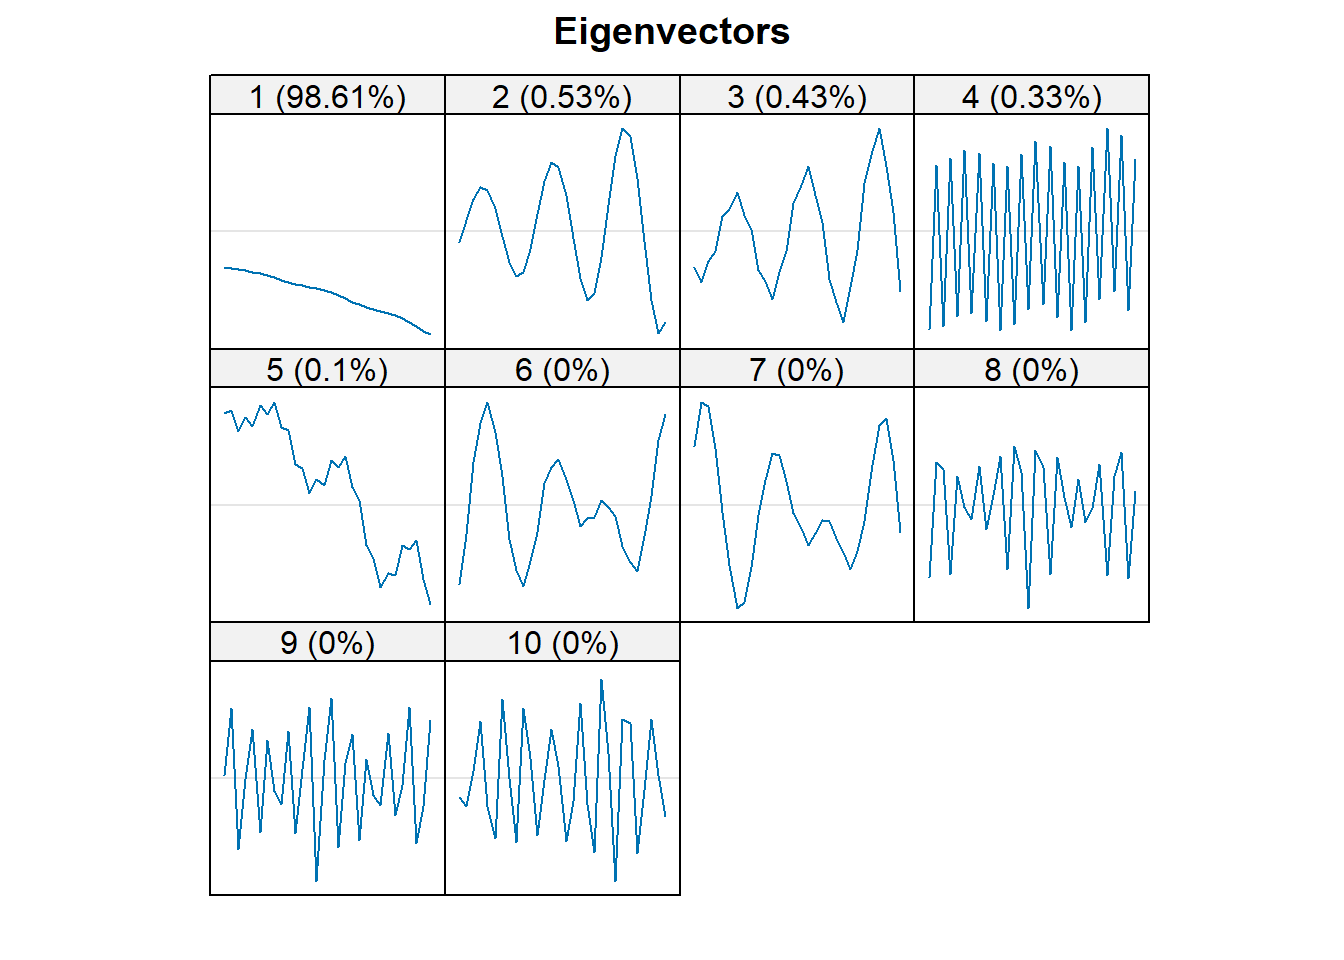 Eigenvectors
1 (98.61%) 2 (0.53%) 3 (0.43%) 4 (0.33%)
5 (0.1%) 6 (0%) 7 (0%) 8 (0%)
9 (0%) 10 (0%)